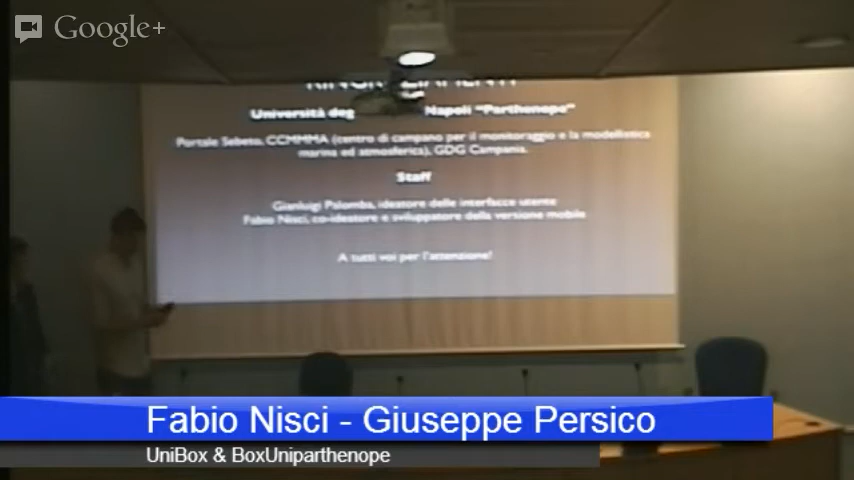 Google+
Università deg Napoli "Parthenope"
Portale Sebeto, CCMMMA (centro di campano per il monitoraggio e la modellistica
marina ed atmosferica), GDG Campania.
Staff
Gianluigi Palomba, ideatore delle interfacce utente
Fabio Nisci, co-ideatore e sviluppatore della versione mobile
A tutti voi per l'attenzione!
Fabio Nisci - Giuseppe Persico
UniBox & BoxUniparthenope